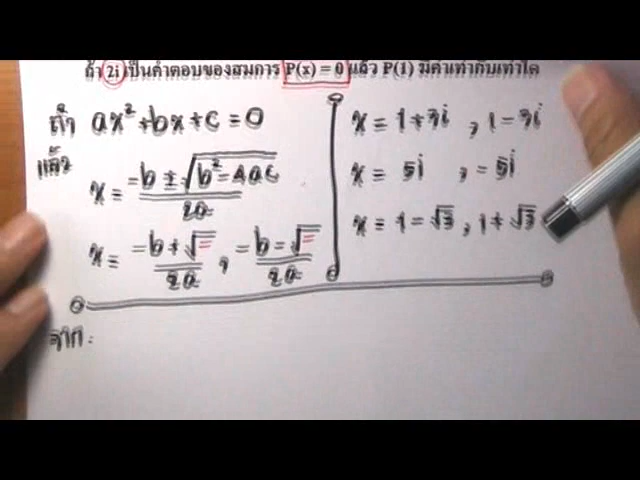 ถ้า 2i เป็นคำตอบของสมการ P(x) = 0 แล้ว P(1) มีค่าเท่ากับเท่าใด
ถ้า ax² + bx + c = 0
แล้ว
x = -b ± √b² - 4ac / 2a
x = -b + √= / 2a , -b - √= / 2a
x = 1 + 3i , 1 - 3i
x = 5i , -5i
x = 1 - √3 , 1 + √3
จาก :